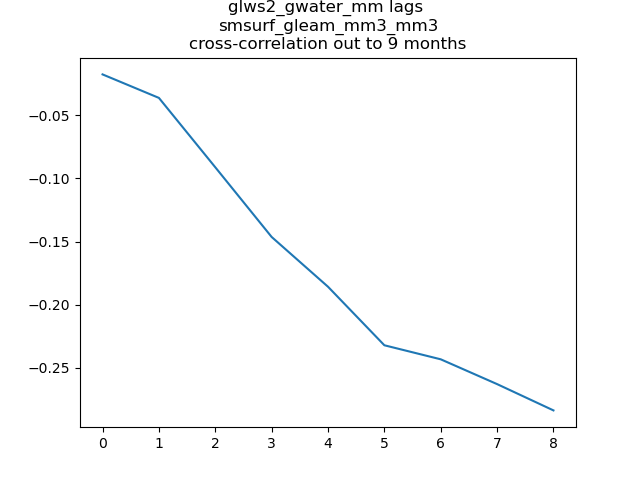 glws2_gwater_mm lags
smsurf_gleam_mm3_mm3
cross-correlation out to 9 months
−0.05
−0.10
−0.15
−0.20
−0.25
0 1 2 3 4 5 6 7 8